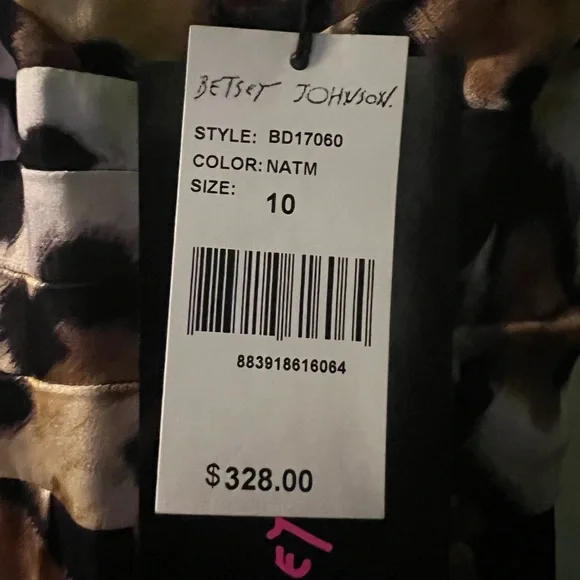 BETSEY JOHNSON.
STYLE: BD17060
COLOR: NATM
SIZE: 10
883918616064
$328.00